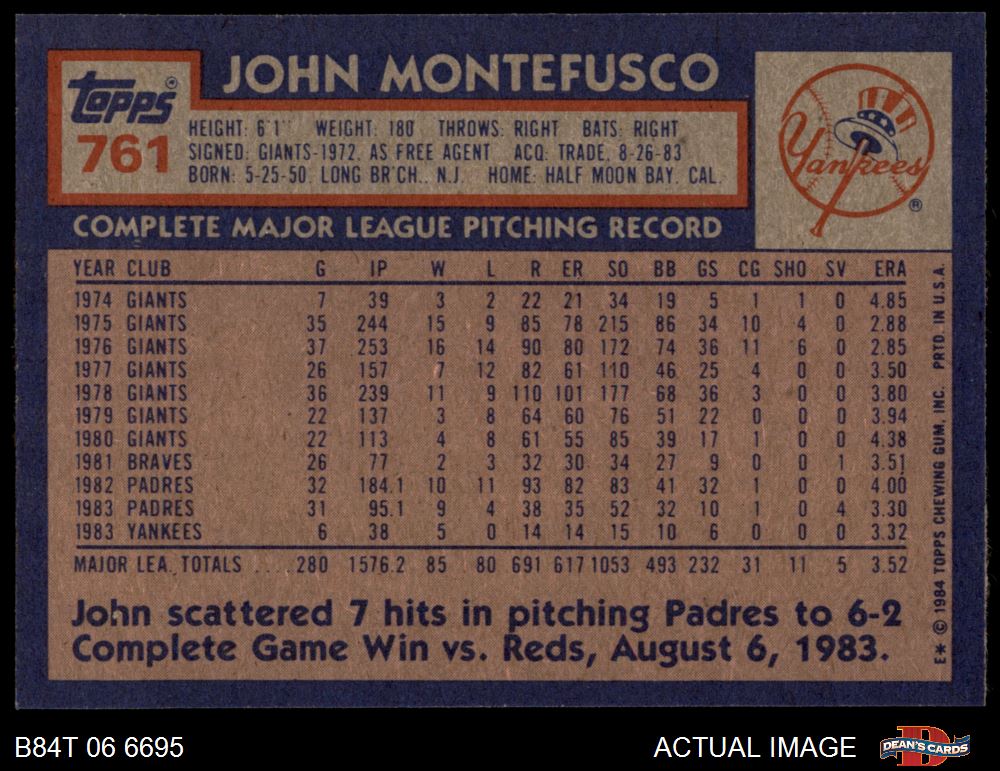 JOHN MONTEFUSCO
Topps
761
HEIGHT: 6'1" WEIGHT: 180 THROWS: RIGHT BATS: RIGHT
SIGNED: GIANTS-1972, AS FREE AGENT ACQ: TRADE, 8-26-83
BORN: 5-25-50, LONG BR'CH., N.J. HOME: HALF MOON BAY, CAL.
Yankees
®
COMPLETE MAJOR LEAGUE PITCHING RECORD
YEAR CLUB G IP W L R ER SO BB GS CG SHO SV ERA
1974 GIANTS 7 39 3 2 22 21 34 19 5 1 1 0 4.85
1975 GIANTS 35 244 15 9 85 78 215 86 34 10 4 0 2.88
1976 GIANTS 37 253 16 14 90 80 172 74 36 11 6 0 2.85
1977 GIANTS 26 157 7 12 82 61 110 46 25 4 0 0 3.50
1978 GIANTS 36 239 11 9 110 101 177 68 36 3 0 0 3.80
1979 GIANTS 22 137 3 8 64 60 76 51 22 0 0 0 3.94
1980 GIANTS 22 113 4 8 61 55 85 39 17 1 0 0 4.38
1981 BRAVES 26 77 2 3 32 30 34 27 9 0 0 1 3.51
1982 PADRES 32 184.1 10 11 93 82 83 41 32 1 0 0 4.00
1983 PADRES 31 95.1 9 4 38 35 52 32 10 1 0 4 3.30
1983 YANKEES 6 38 5 0 14 14 15 10 6 0 0 0 3.32
MAJOR LEA. TOTALS ....280 1576.2 85 80 691 617 1053 493 232 31 11 5 3.52
John scattered 7 hits in pitching Padres to 6-2
Complete Game Win vs. Reds, August 6, 1983.
E* © 1984 TOPPS CHEWING GUM, INC. PRTD. IN U.S.A.
B84T 06 6695
ACTUAL IMAGE
DEAN'S CARDS